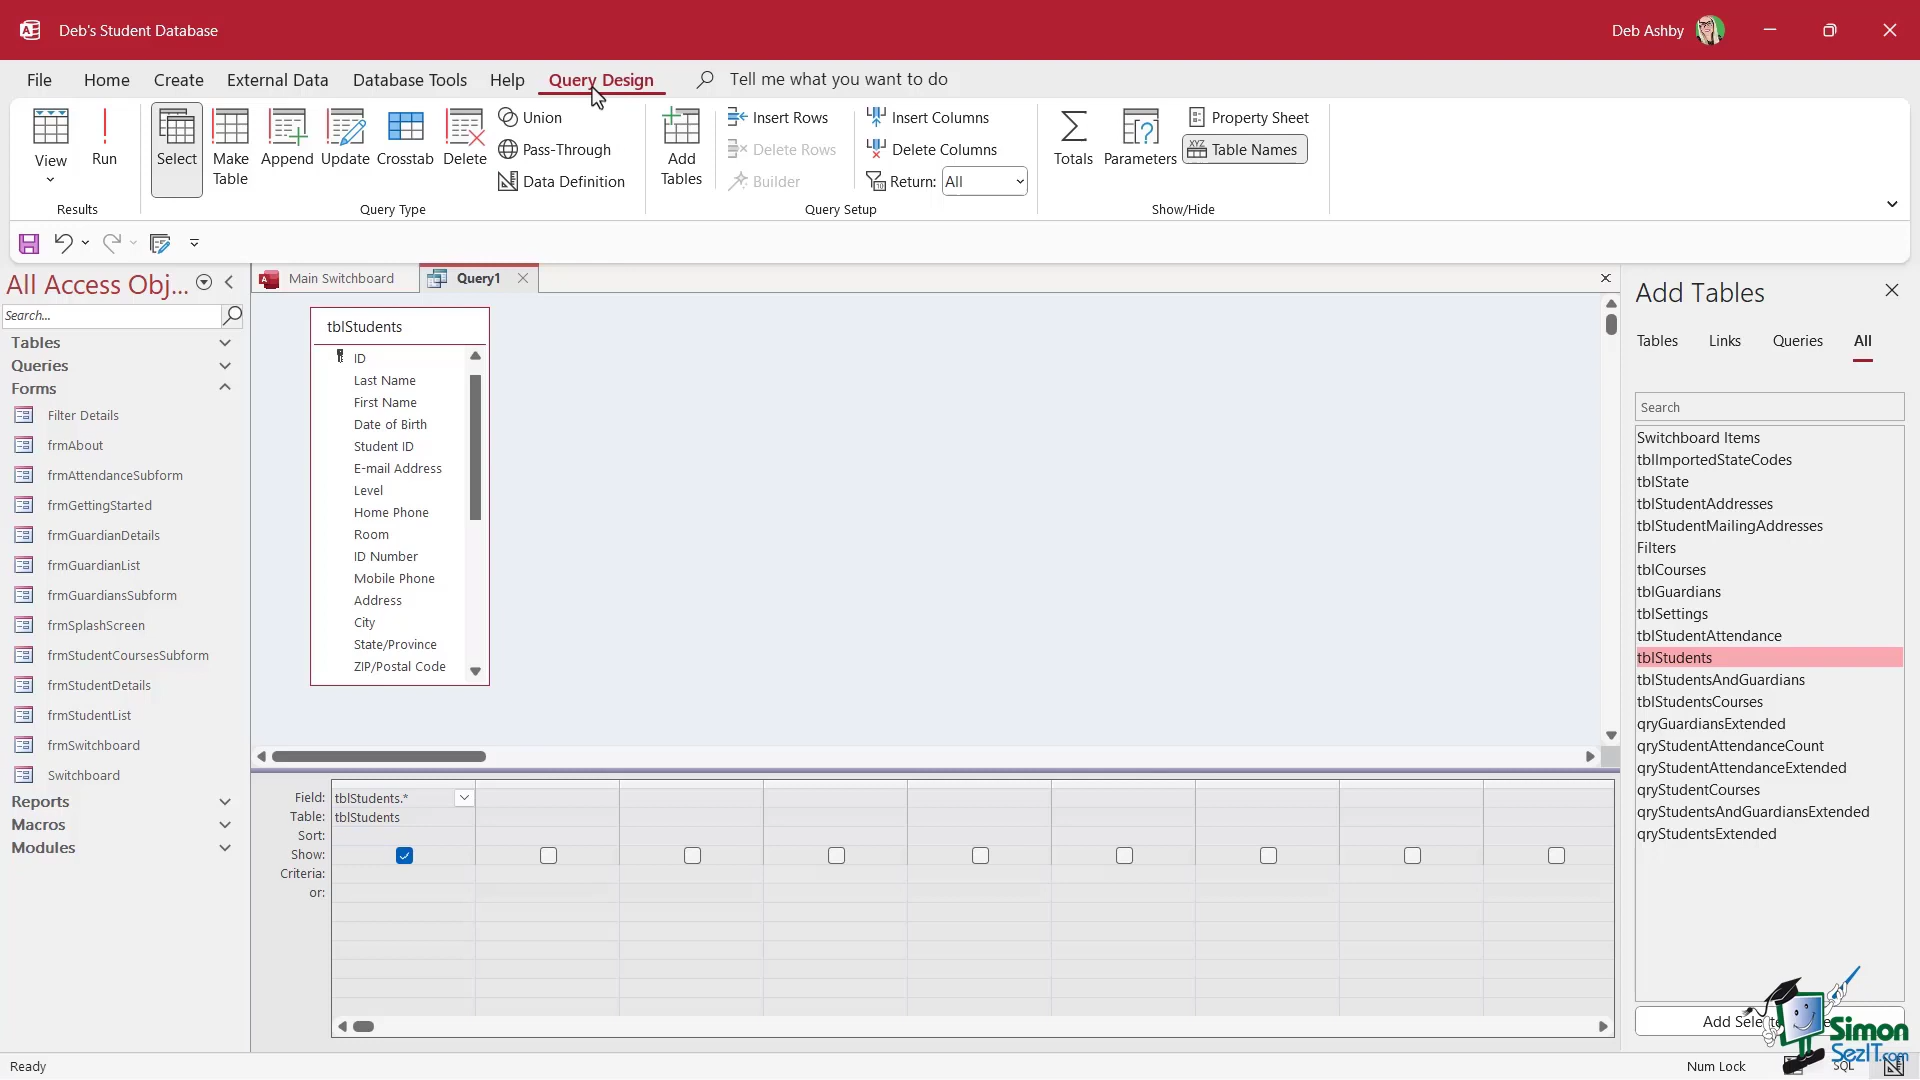 Deb's Student Database
Deb Ashby
File
Home
Create
External Data
Database Tools
Help
Query Design
Tell me what you want to do
View
Run
Select
Make Table
Append
Update
Crosstab
Delete
Union
Pass-Through
Data Definition
Add Tables
Insert Rows
Delete Rows
Builder
Insert Columns
Delete Columns
Return: All
Totals
Parameters
Property Sheet
XYZ
Table Names
Results
Query Type
Query Setup
Show/Hide
All Access Obj...
Search...
Tables
Queries
Forms
Filter Details
frmAbout
frmAttendanceSubform
frmGettingStarted
frmGuardianDetails
frmGuardianList
frmGuardiansSubform
frmSplashScreen
frmStudentCoursesSubform
frmStudentDetails
frmStudentList
frmSwitchboard
Switchboard
Reports
Macros
Modules
Main Switchboard
Query1
tblStudents
ID
Last Name
First Name
Date of Birth
Student ID
E-mail Address
Level
Home Phone
Room
ID Number
Mobile Phone
Address
City
State/Province
ZIP/Postal Code
Field: tblStudents.*
Table: tblStudents
Sort:
Show:
Criteria:
or:
Add Tables
Tables
Links
Queries
All
Search
Switchboard Items
tblImportedStateCodes
tblState
tblStudentAddresses
tblStudentMailingAddresses
Filters
tblCourses
tblGuardians
tblSettings
tblStudentAttendance
tblStudents
tblStudentsAndGuardians
tblStudentsCourses
qryGuardiansExtended
qryStudentAttendanceCount
qryStudentAttendanceExtended
qryStudentCourses
qryStudentsAndGuardiansExtended
qryStudentsExtended
Add
Simon
SezIT.com
Ready
Num Lock
SQL